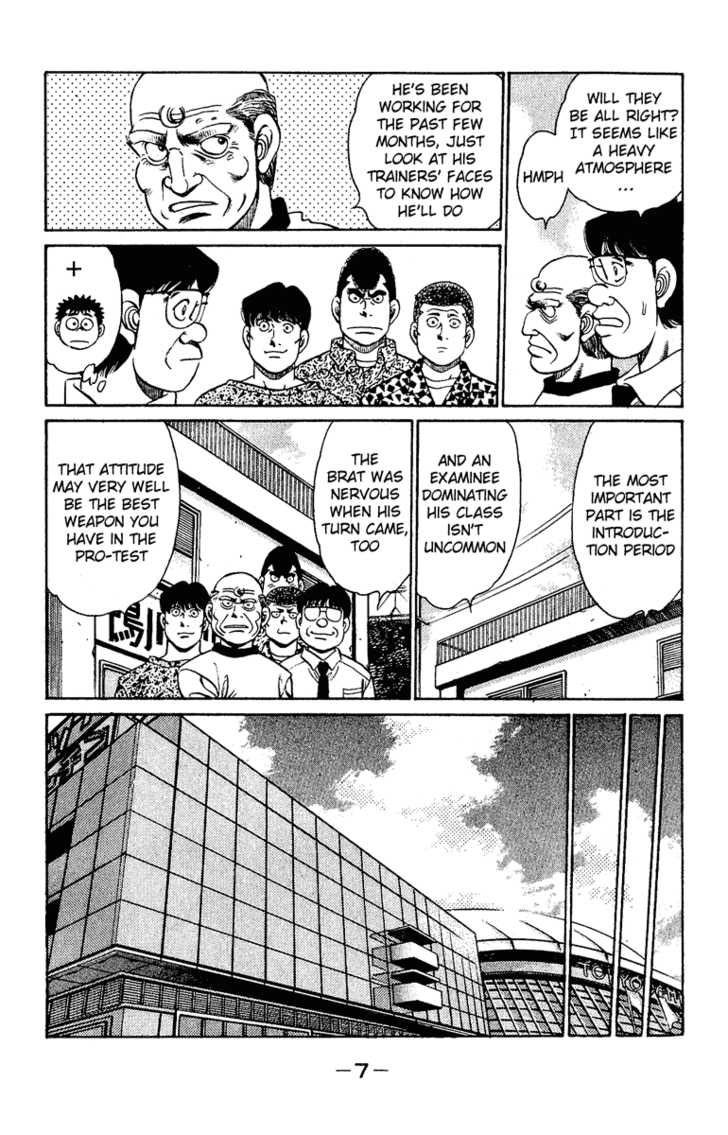 WILL THEY
BE ALL RIGHT?
IT SEEMS LIKE
A HEAVY
ATMOSPHERE
...
HMPH
HE'S BEEN
WORKING FOR
THE PAST FEW
MONTHS, JUST
LOOK AT HIS
TRAINERS' FACES
TO KNOW HOW
HE'LL DO
+
THE MOST
IMPORTANT
PART IS THE
INTRODUC-
TION PERIOD
AND AN
EXAMINEE
DOMINATING
HIS CLASS
ISN'T
UNCOMMON
THE
BRAT WAS
NERVOUS
WHEN HIS
TURN CAME,
TOO
THAT ATTITUDE
MAY VERY WELL
BE THE BEST
WEAPON YOU
HAVE IN THE
PRO-TEST
鴨川
TOKYO
-7-